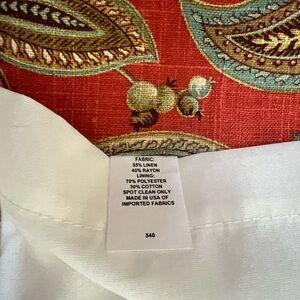 FABRIC:
55% LINEN
45% RAYON
LINING:
70% POLYESTER
30% COTTON
SPOT CLEAN ONLY
MADE IN USA OF
IMPORTED FABRICS
540